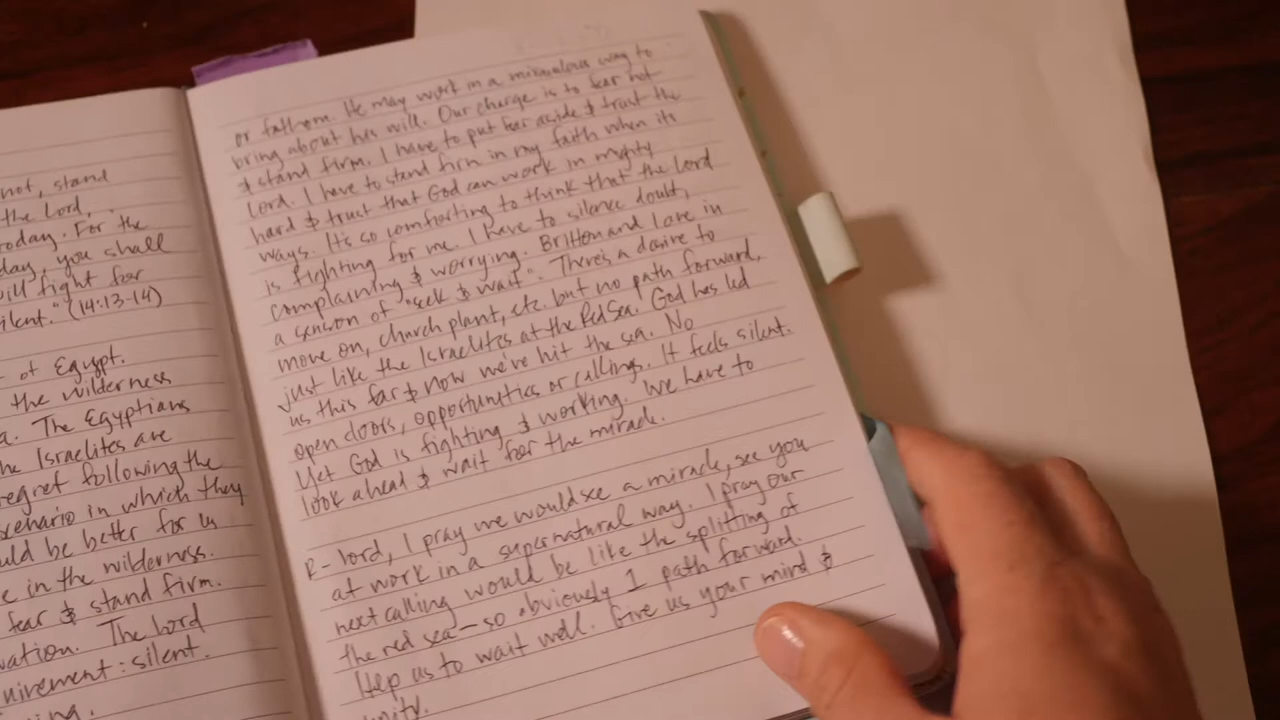 not, stand
the Lord,
today. For the
day, you shall
will fight for
silent." (14:13-14)
of Egypt.
the wilderness
a. The Egyptians
he Israelites are
regret following the
scenario in which they
uld be better for us
e in the wilderness.
fear & stand firm.
vation. The Lord
uirement: silent.
or fathom. He may work in a miraculous way to
bring about his will. Our charge is to fear not
& stand firm. I have to put fear aside & trust the
Lord. I have to stand firm in my faith when its
hard & trust that God can work in mighty
ways. It's so comforting to think that the Lord
is fighting for me. I have to silence doubt,
complaining & worrying. Britton and I are in
a season of "seek & wait". There's a desire to
move on, church plant, etc. but no path forward,
just like the Israelites at the Red Sea. God has led
us this far & now we've hit the sea. No
open doors, opportunities or callings. It feels silent.
Yet God is fighting & working. We have to
look ahead & wait for the miracle.
R- Lord, I pray we would see a miracle, see you
at work in a supernatural way. I pray our
next calling would be like the splitting of
the red sea - so obviously 1 path forward.
Help us to wait well. Give us your mind &
unity.